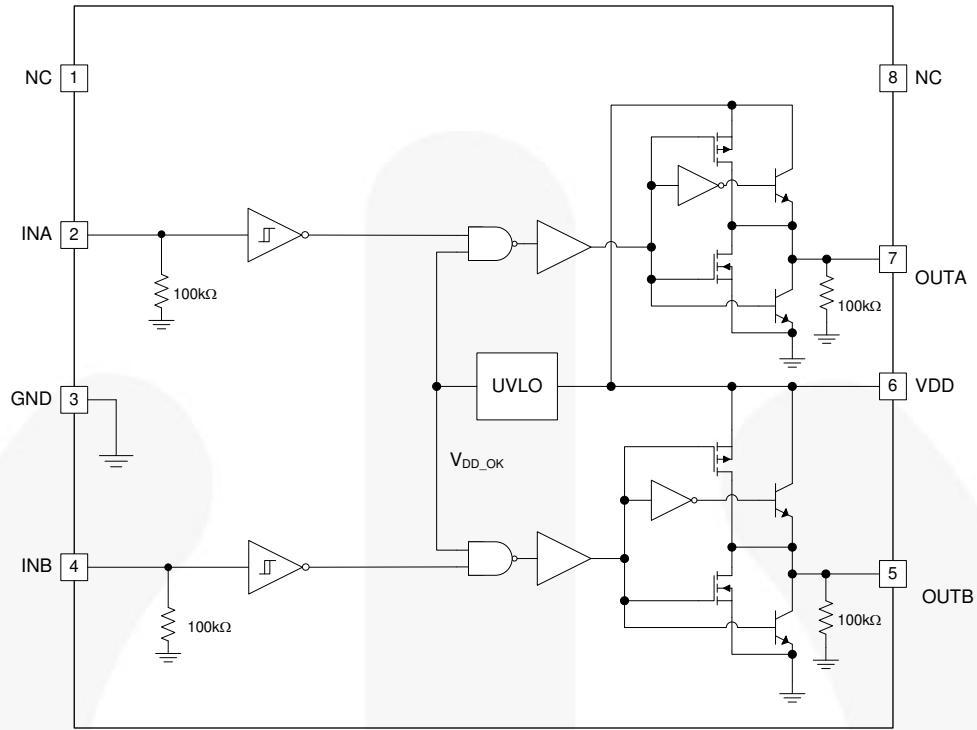 NC 1
8 NC
INA 2
100kΩ
7 OUTA
100kΩ
GND 3
UVLO
6 VDD
VDD_OK
INB 4
100kΩ
5 OUTB
100kΩ